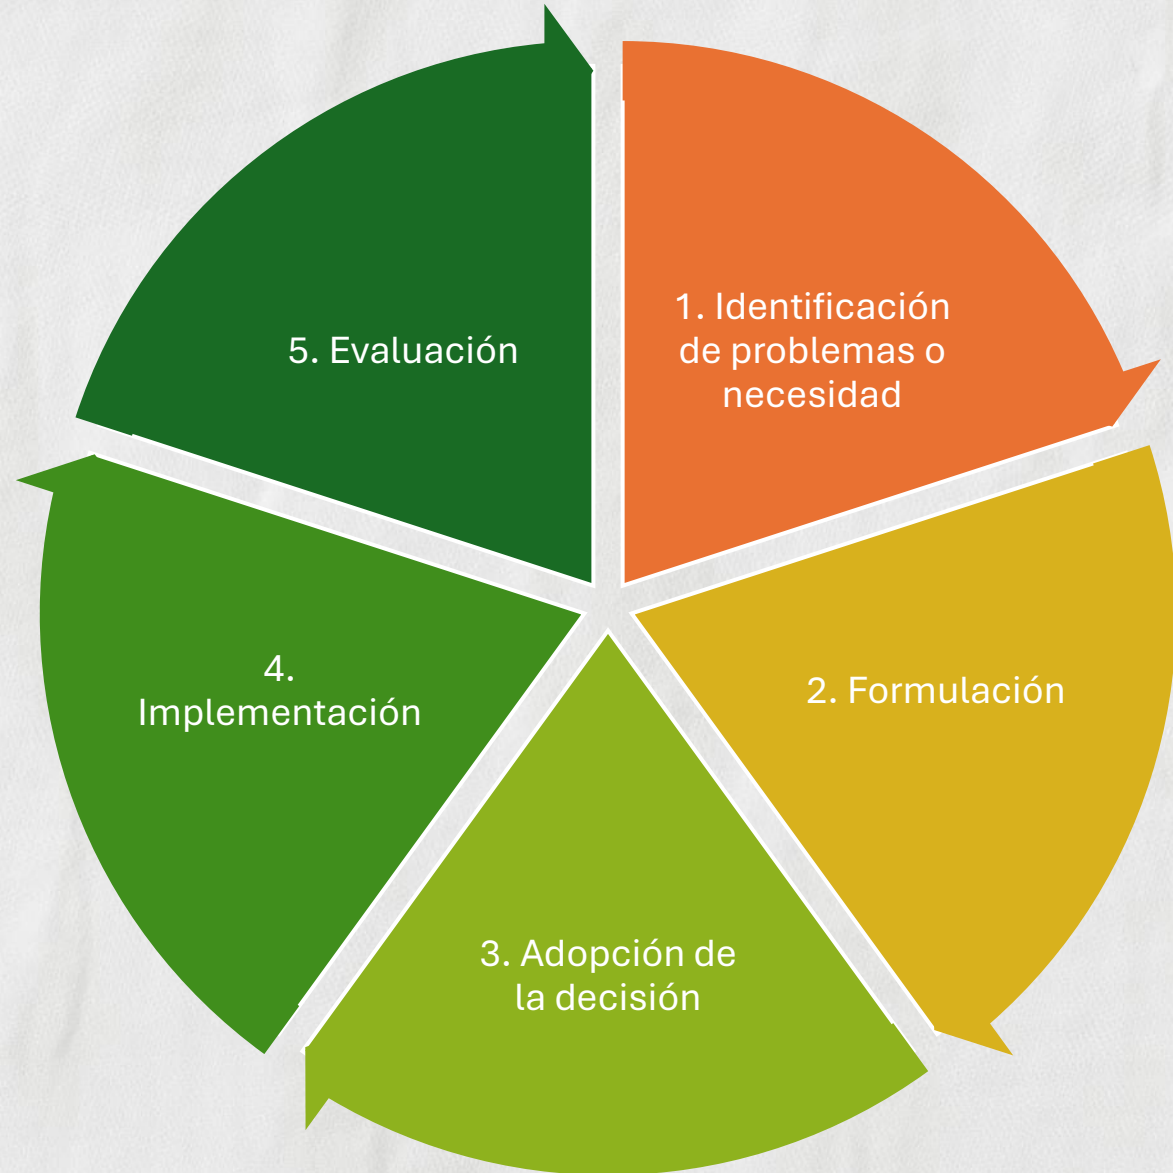 1. Identificación
de problemas o
necesidad
2. Formulación
3. Adopción de
la decisión
4.
Implementación
5. Evaluación